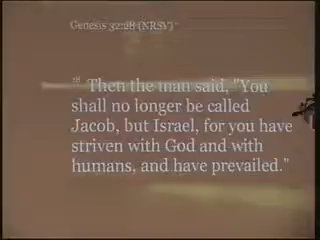 Genesis 32:28 (NRSV)
28 Then the man said, "You
shall no longer be called
Jacob, but Israel, for you have
striven with God and with
humans, and have prevailed."